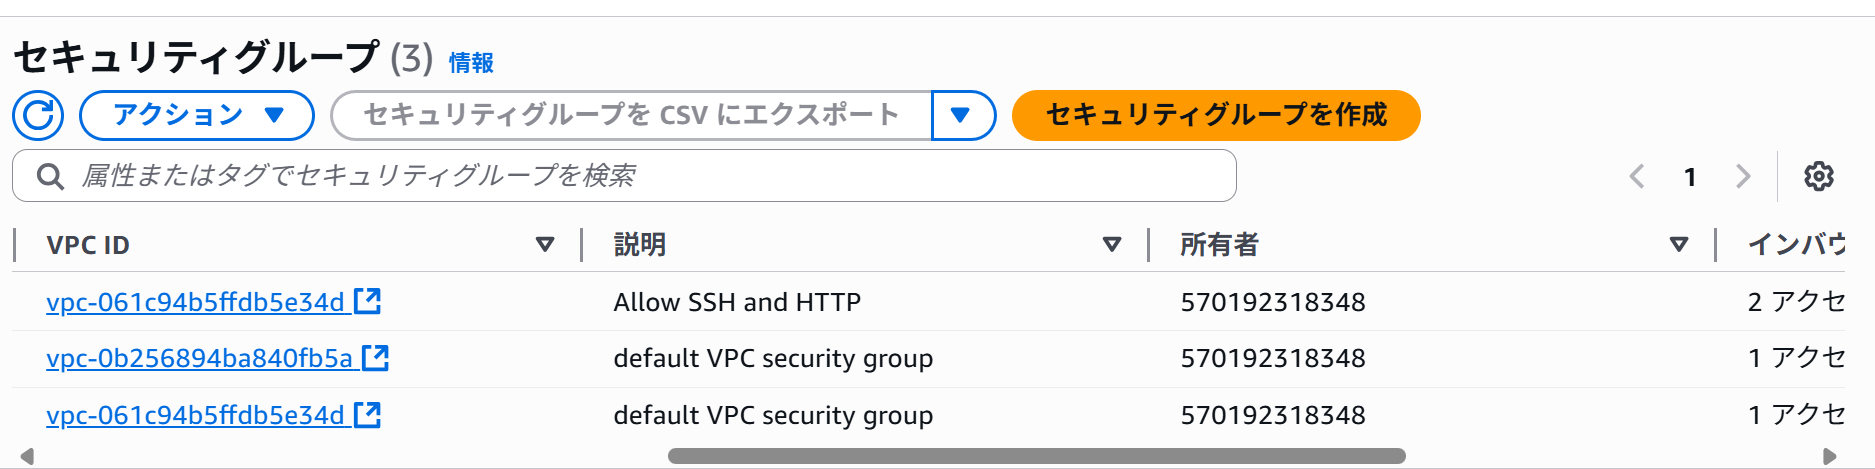 セキュリティグループ (3) 情報
アクション セキュリティグループを CSV にエクスポート セキュリティグループを作成
属性またはタグでセキュリティグループを検索 1
VPC ID 説明 所有者 インバウ
vpc-061c94b5ffdb5e34d Allow SSH and HTTP 570192318348 2 アクセ
vpc-0b256894ba840fb5a default VPC security group 570192318348 1 アクセ
vpc-061c94b5ffdb5e34d default VPC security group 570192318348 1 アクセ